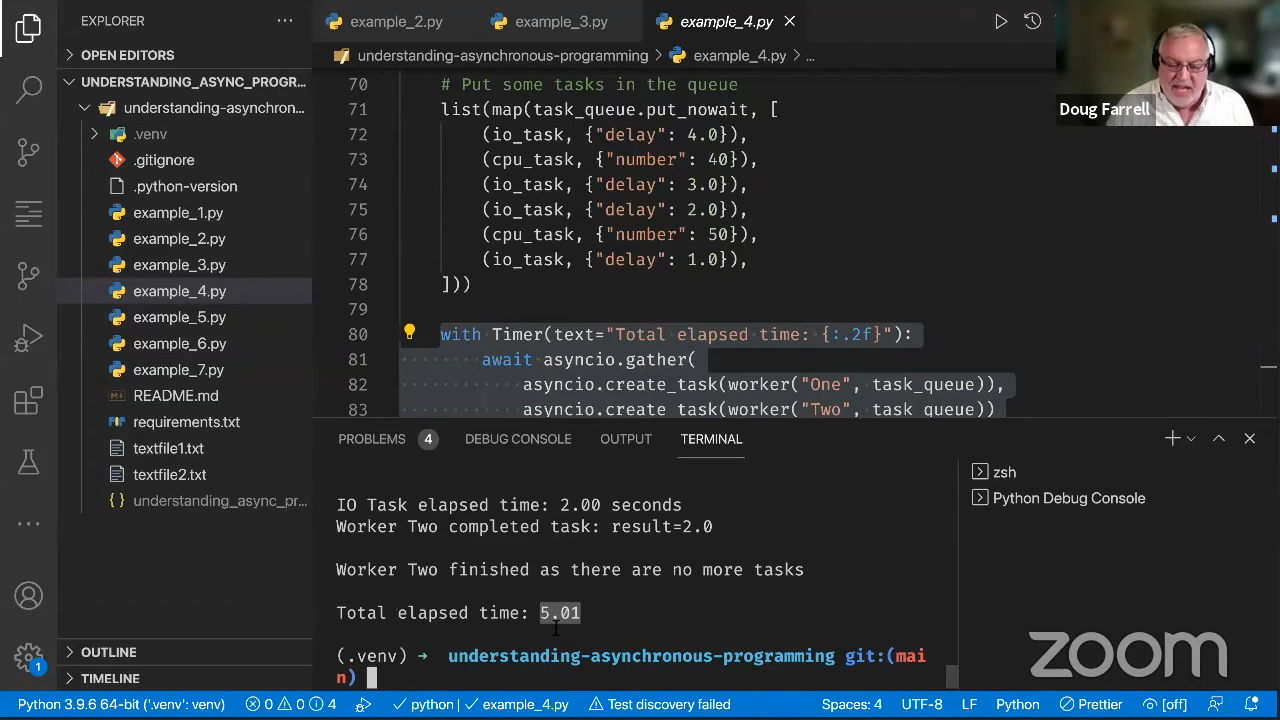 EXPLORER
OPEN EDITORS
UNDERSTANDING_ASYNC_PROGR...
understanding-asynchron...
.venv
.gitignore
.python-version
example_1.py
example_2.py
example_3.py
example_4.py
example_5.py
example_6.py
example_7.py
README.md
requirements.txt
textfile1.txt
textfile2.txt
understanding_async_pr...
OUTLINE
TIMELINE
example_2.py
example_3.py
example_4.py
understanding-asynchronous-programming > example_4.py > ...
70 # Put some tasks in the queue
71 list(map(task_queue.put_nowait, [
72 (io_task, {"delay": 4.0}),
73 (cpu_task, {"number": 40}),
74 (io_task, {"delay": 3.0}),
75 (io_task, {"delay": 2.0}),
76 (cpu_task, {"number": 50}),
77 (io_task, {"delay": 1.0}),
78 ]))
79
80 with Timer(text="Total elapsed time: {:.2f}"):
81 await asyncio.gather(
82 asyncio.create_task(worker("One", task_queue)),
83 asyncio.create_task(worker("Two", task_queue))
Doug Farrell
PROBLEMS 4 DEBUG CONSOLE OUTPUT TERMINAL
IO Task elapsed time: 2.00 seconds
Worker Two completed task: result=2.0
Worker Two finished as there are no more tasks
Total elapsed time: 5.01
(.venv) → understanding-asynchronous-programming git:(mai
n)
zsh
Python Debug Console
zoom
1
Python 3.9.6 64-bit ('.venv': venv) 0 0 4 python | example_4.py Test discovery failed Spaces: 4 UTF-8 LF Python Prettier [off]